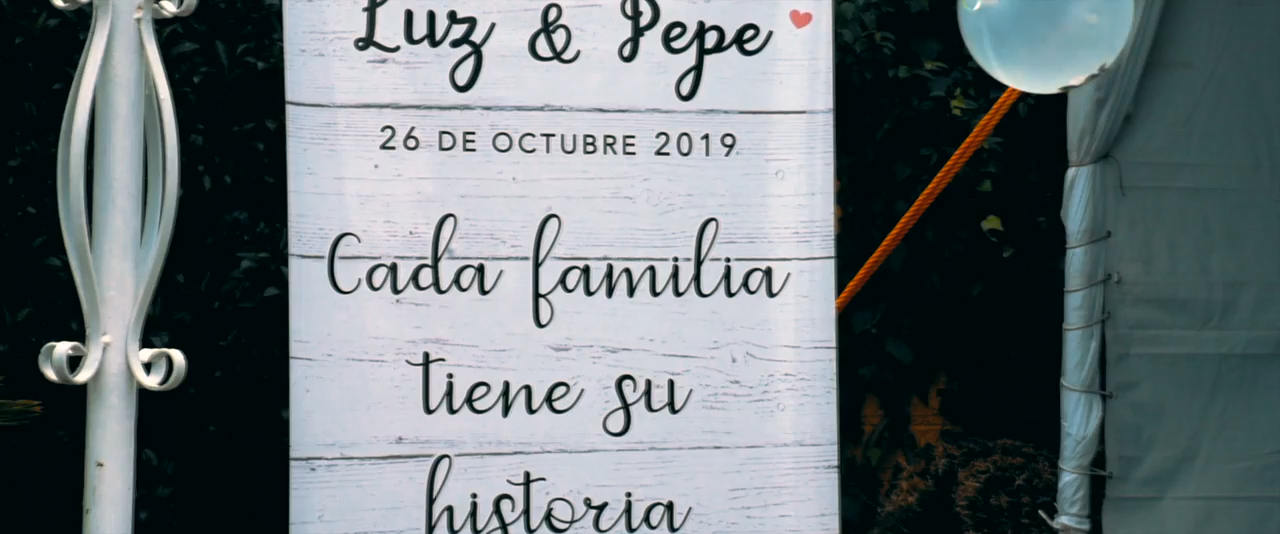 Luz & Pepe
26 DE OCTUBRE 2019
Cada familia
tiene su
historia